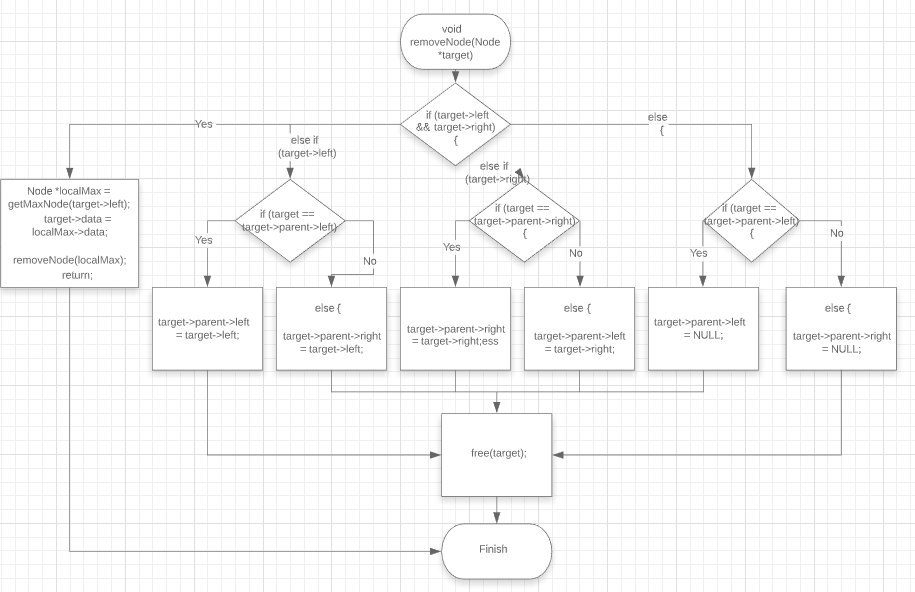 void
removeNode(Node
*target)
if (target->left
&& target->right)
{
Yes
else if
(target->left)
else if
(target->right)
else
{
Node *localMax =
getMaxNode(target->left);
target->data =
localMax->data;
removeNode(localMax);
return;
if (target ==
target->parent->left)
Yes
No
if (target ==
target->parent->right)
{
Yes
No
if (target ==
target->parent->left)
{
Yes
No
target->parent->left
= target->left;
else {
target->parent->right
= target->left;
target->parent->right
= target->right;ess
else {
target->parent->left
= target->right;
target->parent->left
= NULL;
else {
target->parent->right
= NULL;
free(target);
Finish